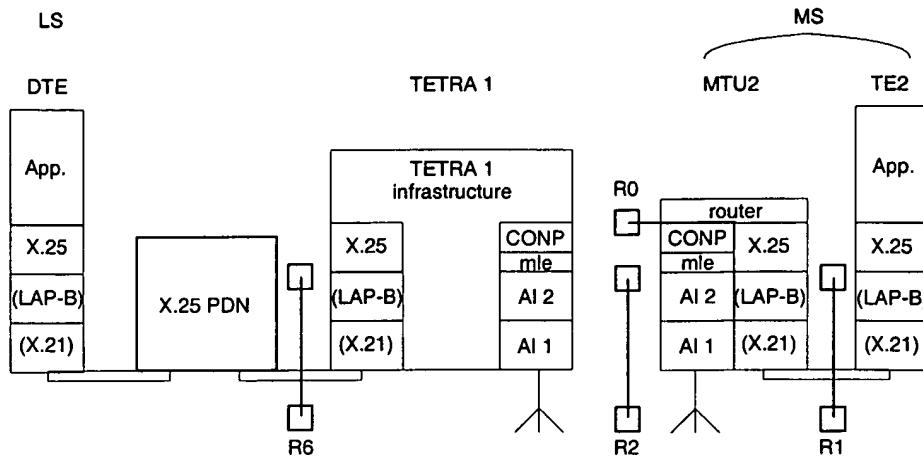 LS
MS
DTE
TETRA 1
MTU2
TE2
App.
TETRA 1
infrastructure
App.
R0
router
X.25
X.25
CONP
CONP
X.25
X.25
mle
mle
(LAP-B)
X.25 PDN
(LAP-B)
AI 2
AI 2
(LAP-B)
(LAP-B)
(X.21)
(X.21)
AI 1
AI 1
(X.21)
(X.21)
R6
R2
R1